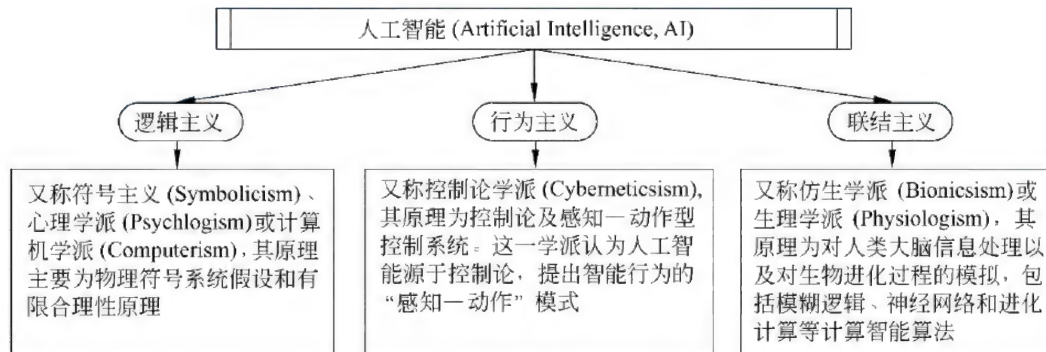 人工智能 (Artificial Intelligence, AI)
逻辑主义
行为主义
联结主义
又称符号主义 (Symbolicism)、
心理学派 (Psychlogism) 或计算
机学派 (Computerism)，其原理
主要为物理符号系统假设和有
限合理性原理
又称控制论学派 (Cyberneticsism),
其原理为控制论及感知—动作型
控制系统。这一学派认为人工智
能源于控制论，提出智能行为的
“感知—动作”模式
又称仿生学派 (Bionicsism) 或
生理学派 (Physiologism)，其
原理为对人类大脑信息处理以
及对生物进化过程的模拟，包
括模糊逻辑、神经网络和进化
计算等计算智能算法